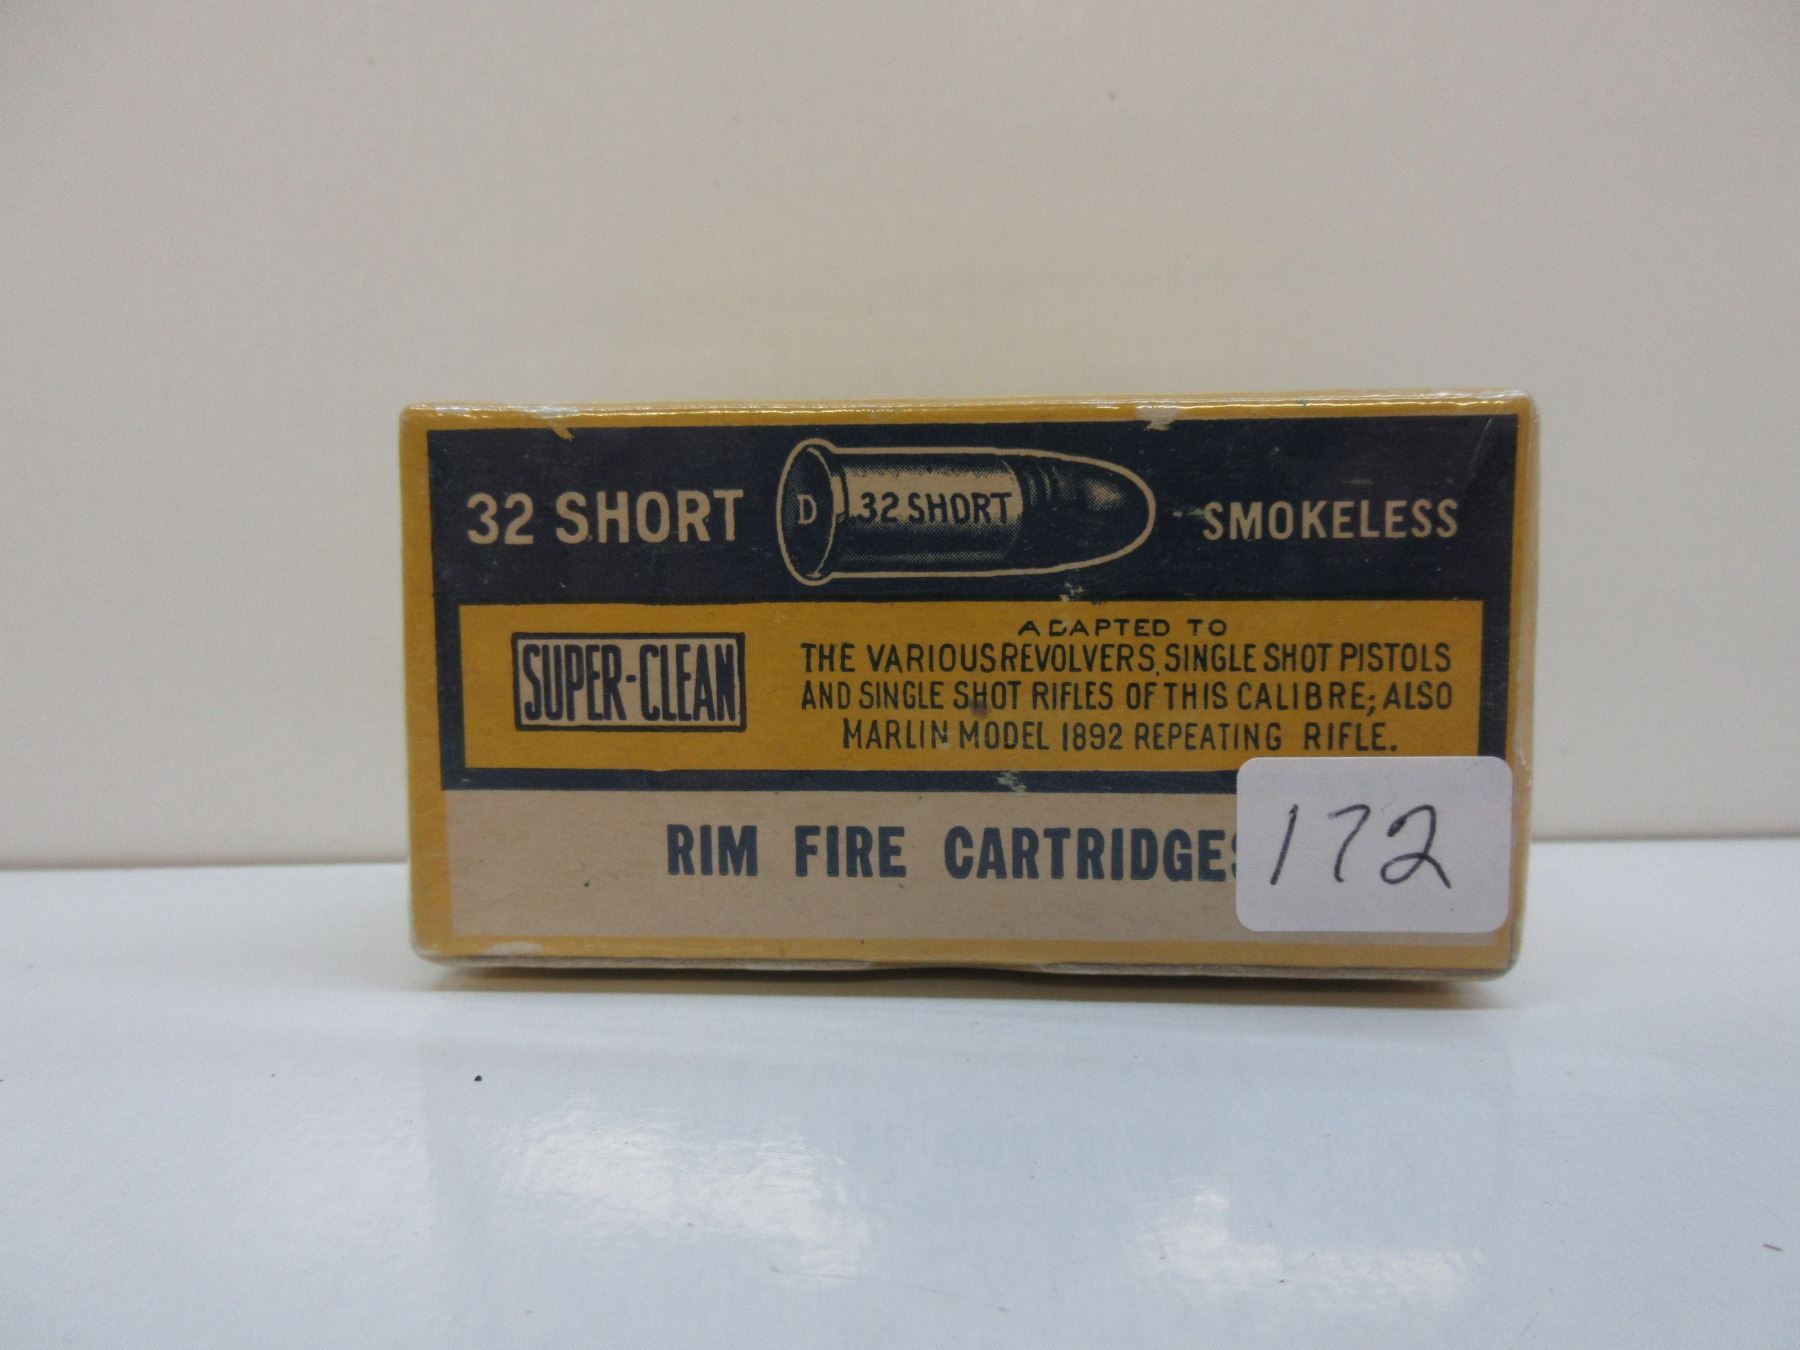 32 SHORT
D
32 SHORT
SMOKELESS
SUPER-CLEAN
ADAPTED TO
THE VARIOUS REVOLVERS, SINGLE SHOT PISTOLS
AND SINGLE SHOT RIFLES OF THIS CALIBRE; ALSO
MARLIN MODEL 1892 REPEATING RIFLE.
RIM FIRE CARTRIDGES
172